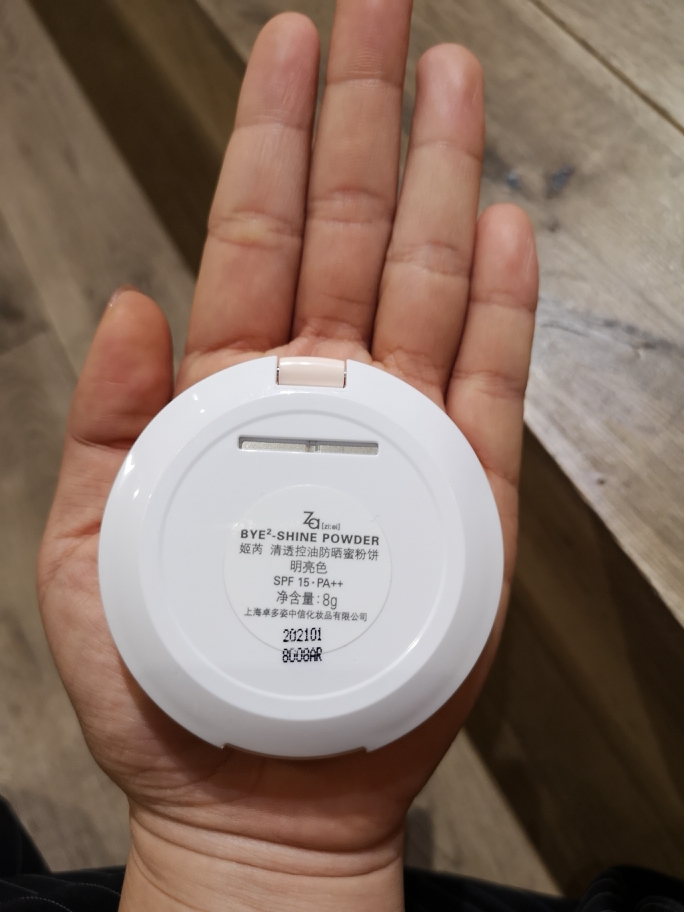 Za [zi:ei]
BYE²-SHINE POWDER
姬芮 清透控油防晒蜜粉饼
明亮色
SPF 15·PA++
净含量:8g
上海卓多姿中信化妆品有限公司
202101
8008AR